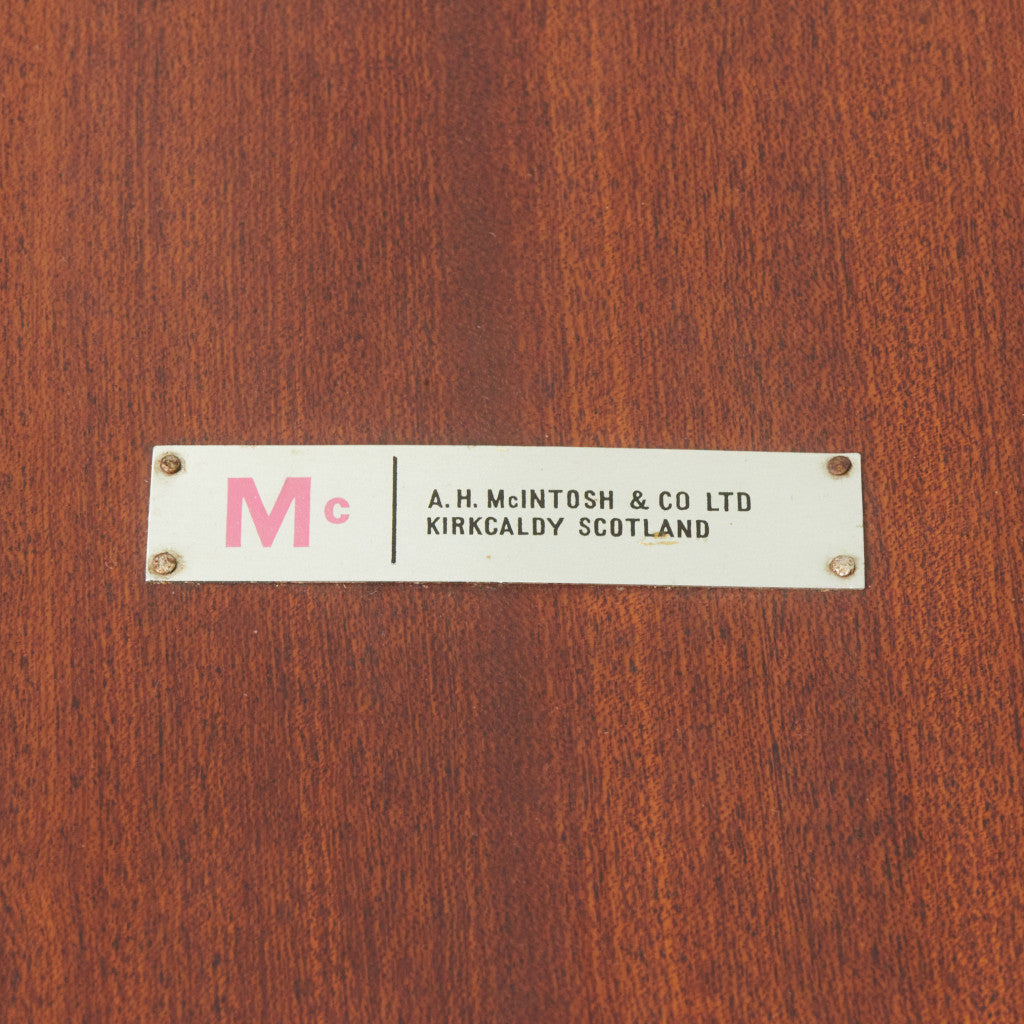 Mc
A. H. McINTOSH & CO LTD
KIRKCALDY SCOTLAND